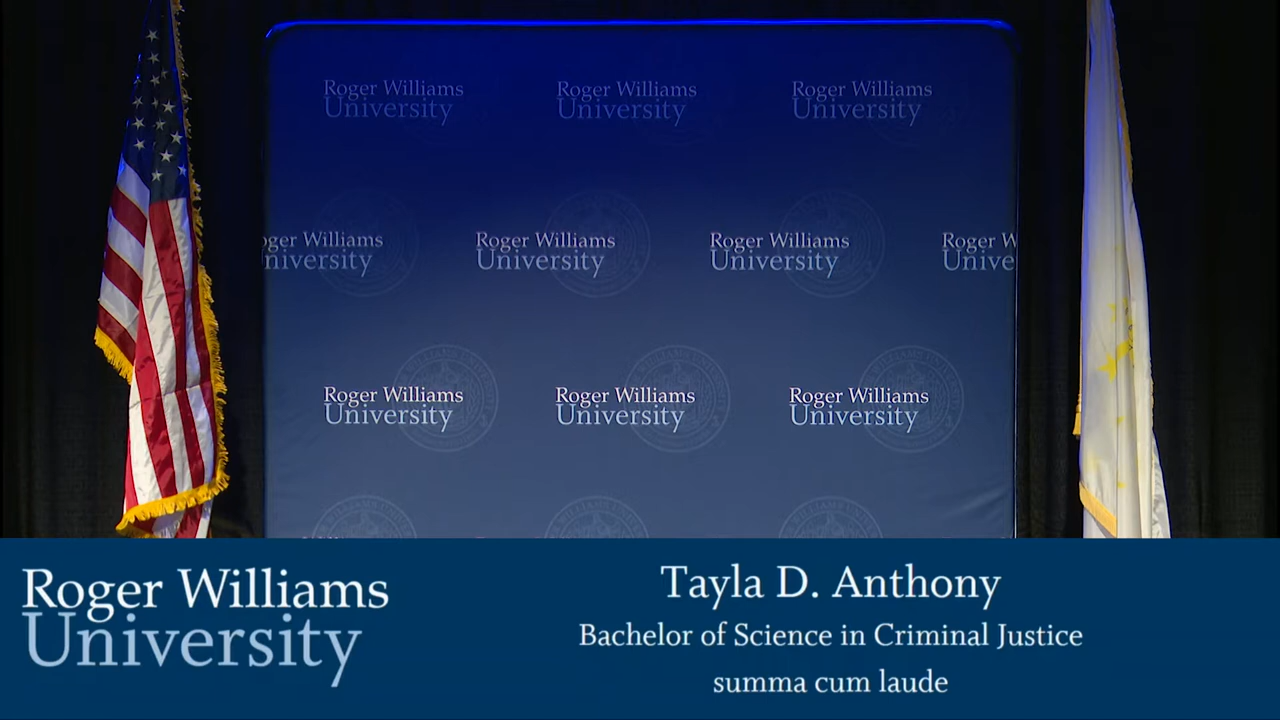 Roger Williams
University
Roger Williams
University
Roger Williams
University
ger Williams
niversity
Roger Williams
University
Roger Williams
University
Roger W
Unive
Roger Williams
University
Roger Williams
University
Roger Williams
University
Roger Williams
University
Tayla D. Anthony
Bachelor of Science in Criminal Justice
summa cum laude